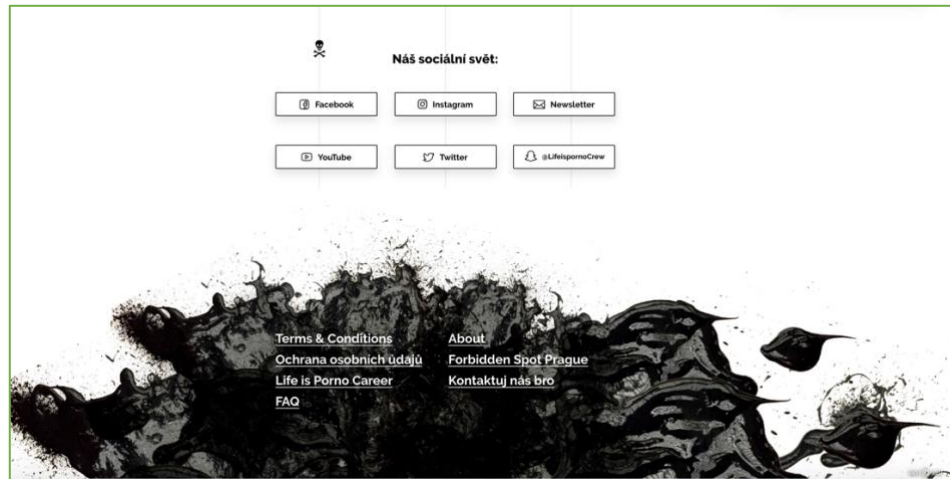 Náš sociální svět:
Facebook
Instagram
Newsletter
YouTube
Twitter
@LifeispornoCrew
Terms & Conditions
Ochrana osobních údajů
Life is Porno Career
FAQ
About
Forbidden Spot Prague
Kontaktuj nás bro